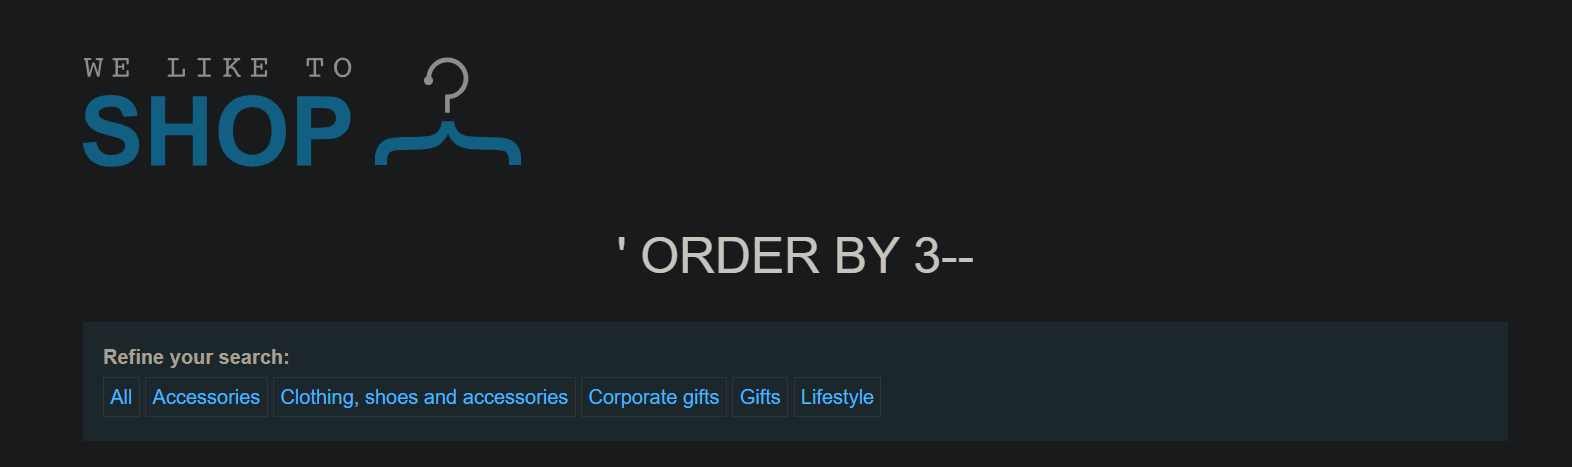 WE LIKE TO
SHOP
' ORDER BY 3--
Refine your search:
All Accessories Clothing, shoes and accessories Corporate gifts Gifts Lifestyle